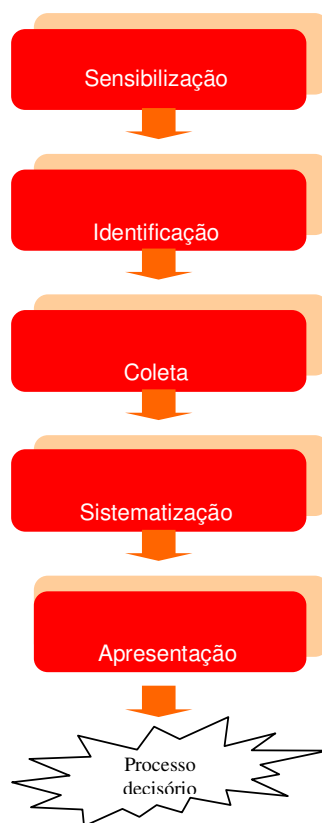 Sensibilização
Identificação
Coleta
Sistematização
Apresentação
Processo
decisório